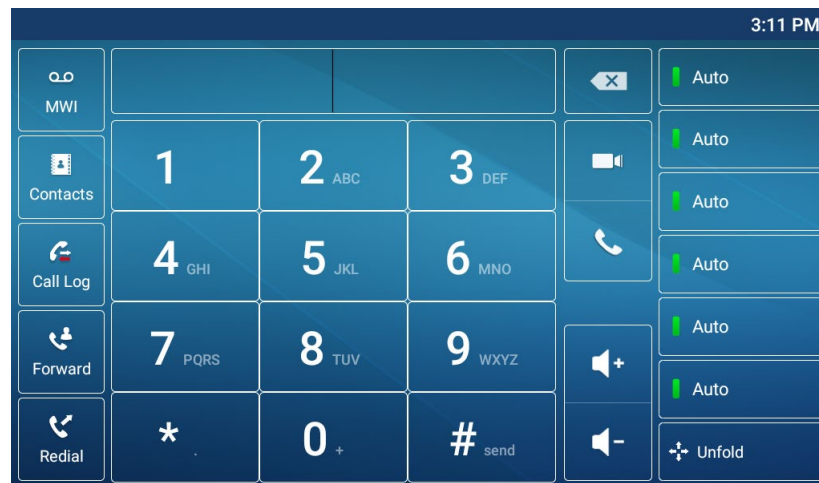 3:11 PM
MWI
Contacts
Call Log
Forward
Redial
1
2 ABC
3 DEF
4 GHI
5 JKL
6 MNO
7 PQRS
8 TUV
9 WXYZ
* .
0 +
# send
+
-
Auto
Auto
Auto
Auto
Auto
Auto
Unfold